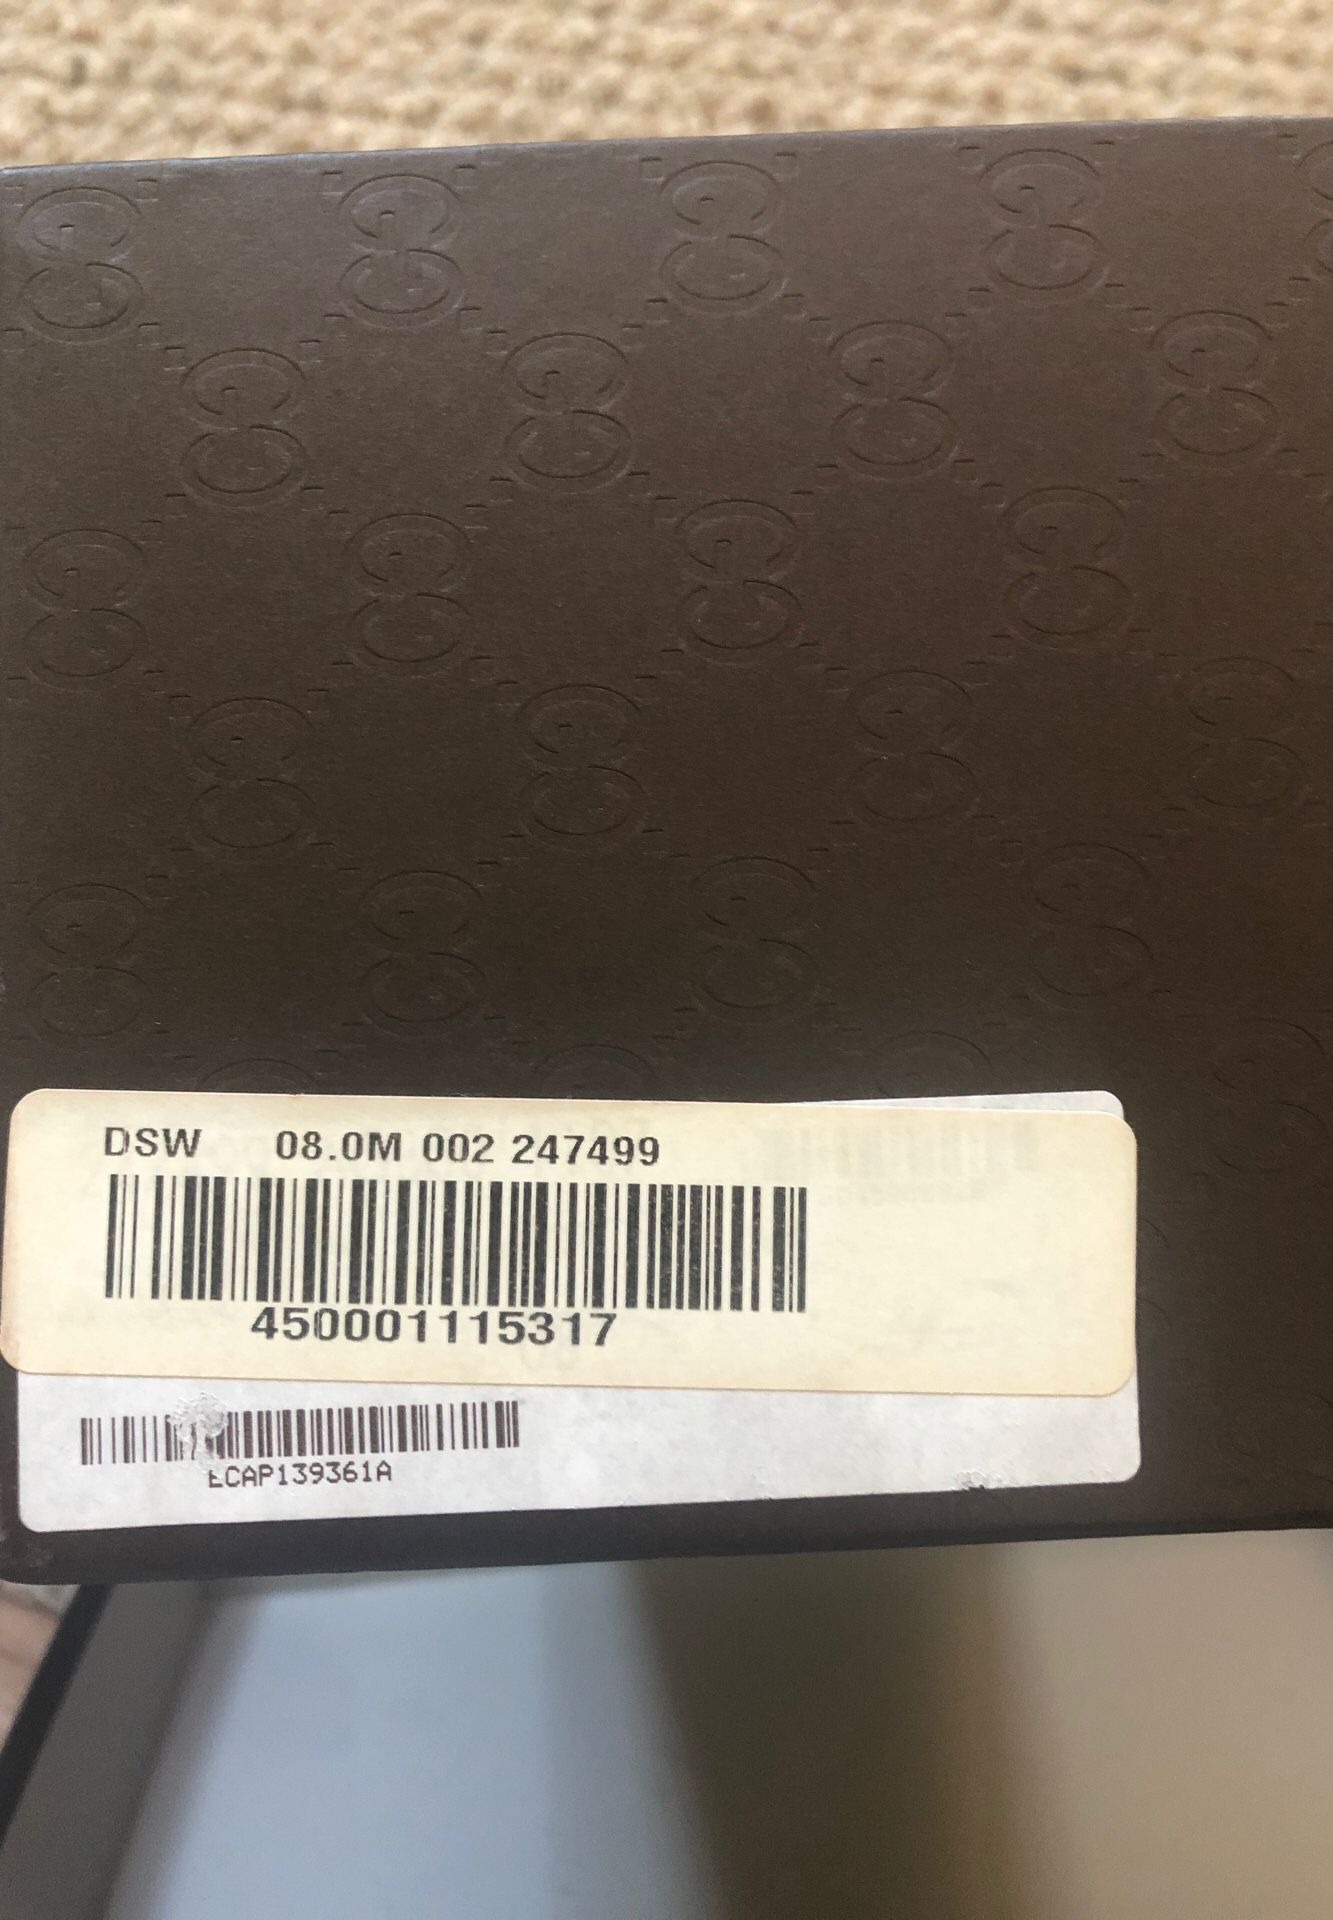 DSW 08.0M 002 247499
450001115317
ECAP139361A